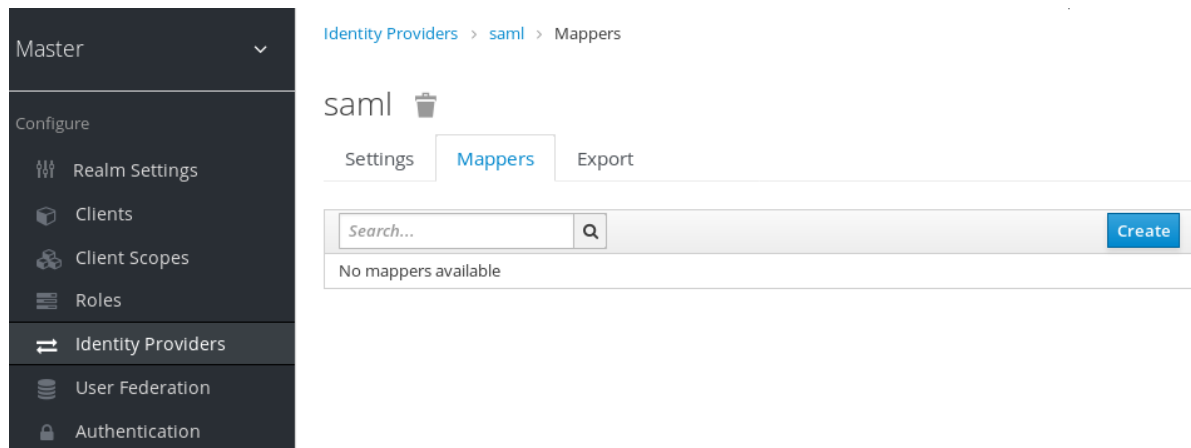 Master
Configure
Realm Settings
Clients
Client Scopes
Roles
Identity Providers
User Federation
Authentication
Identity Providers > saml > Mappers
saml
Settings Mappers Export
Search... Create
No mappers available